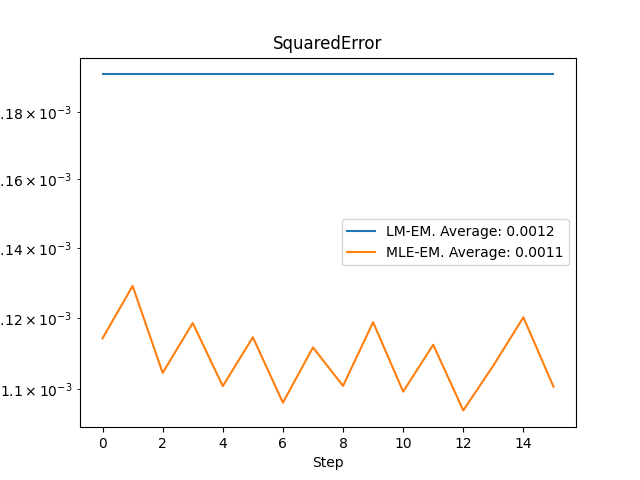 SquaredError
.18 × 10⁻³
.16 × 10⁻³
.14 × 10⁻³
.12 × 10⁻³
1.1 × 10⁻³
LM-EM. Average: 0.0012
MLE-EM. Average: 0.0011
0 2 4 6 8 10 12 14
Step